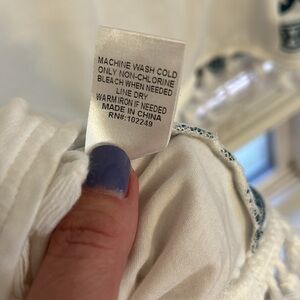 MACHINE WASH COLD
ONLY NON-CHLORINE
BLEACH WHEN NEEDED
LINE DRY
WARM IRON IF NEEDED
MADE IN CHINA
RN#:102249